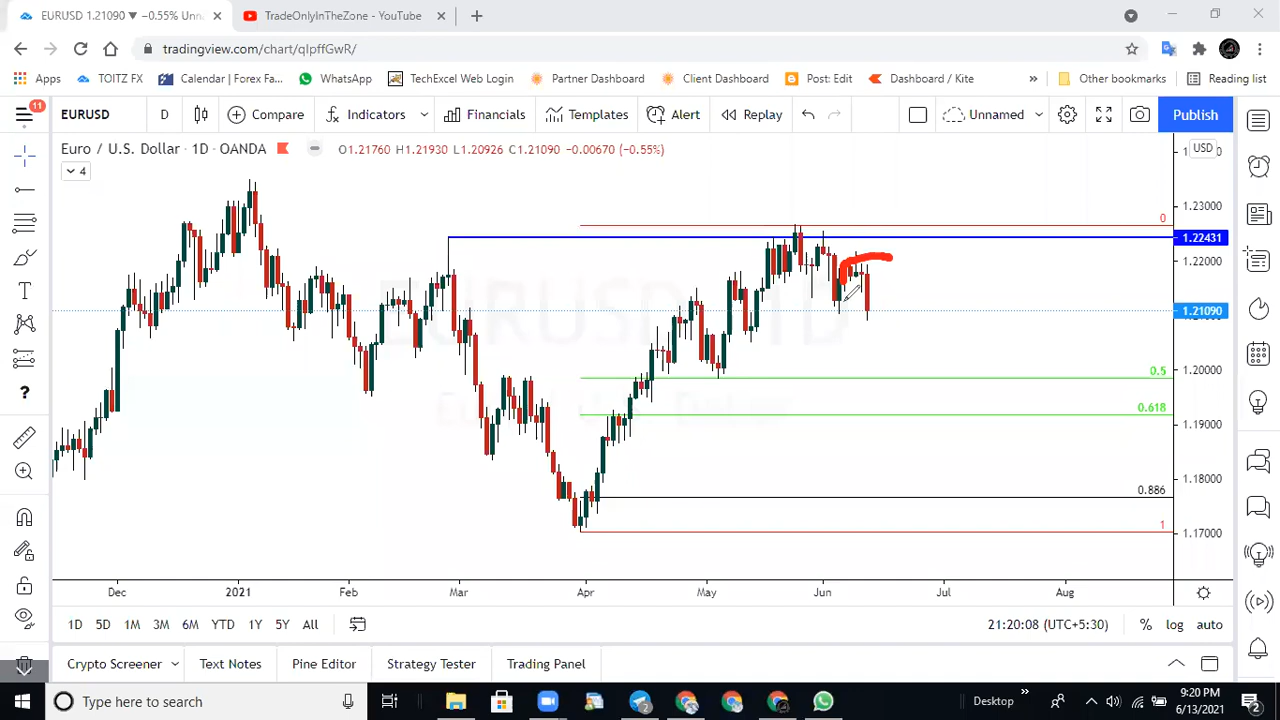 EURUSD 1.21090 ▼ −0.55% Unna
TradeOnlyInTheZone - YouTube
tradingview.com/chart/qIpffGwR/
Apps
TOITZ FX
Calendar | Forex Fa...
WhatsApp
TechExcel Web Login
Partner Dashboard
Client Dashboard
Post: Edit
Dashboard / Kite
»
Other bookmarks
Reading list
11
EURUSD
D
Compare
Indicators
Financials
Templates
Alert
Replay
Unnamed
Publish
Euro / U.S. Dollar · 1D · OANDA
O1.21760 H1.21930 L1.20926 C1.21090 −0.00670 (−0.55%)
USD
4
1.23000
0
1.22431
1.22000
1.21090
0.5
1.20000
0.618
1.19000
1.18000
0.886
1
1.17000
Dec
2021
Feb
Mar
Apr
May
Jun
Jul
Aug
1D 5D 1M 3M 6M YTD 1Y 5Y All
21:20:08 (UTC+5:30)
% log auto
Crypto Screener
Text Notes
Pine Editor
Strategy Tester
Trading Panel
Type here to search
Desktop
9:20 PM
6/13/2021
2
2